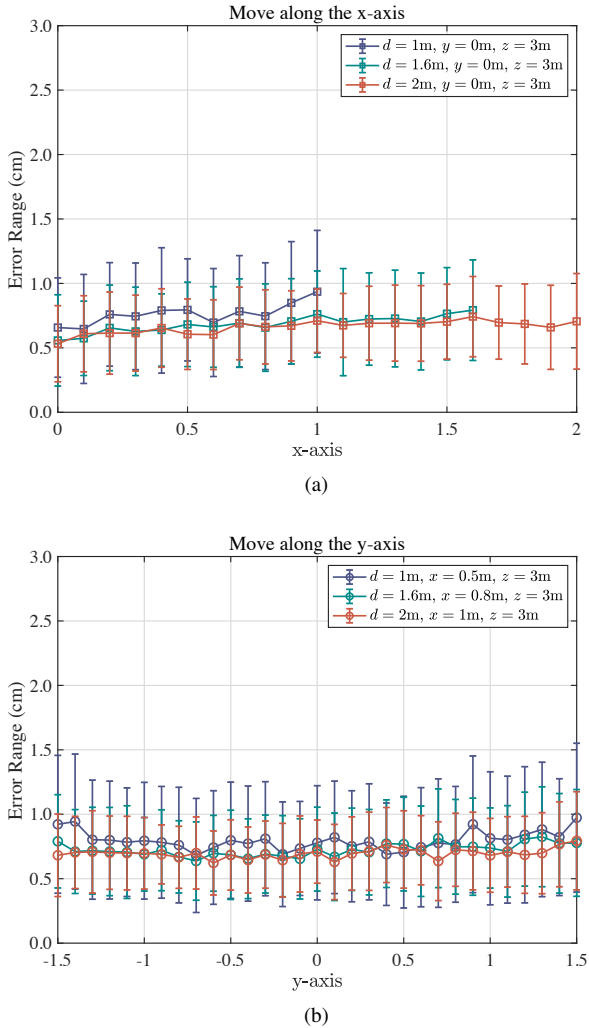 Move along the x-axis
3.0
2.5
2.0
1.5
1.0
0.5
0.0
Error Range (cm)
d = 1m, y = 0m, z = 3m
d = 1.6m, y = 0m, z = 3m
d = 2m, y = 0m, z = 3m
0 0.5 1 1.5 2
x-axis
(a)
Move along the y-axis
3.0
2.5
2.0
1.5
1.0
0.5
0.0
Error Range (cm)
d = 1m, x = 0.5m, z = 3m
d = 1.6m, x = 0.8m, z = 3m
d = 2m, x = 1m, z = 3m
-1.5 -1 -0.5 0 0.5 1 1.5
y-axis
(b)